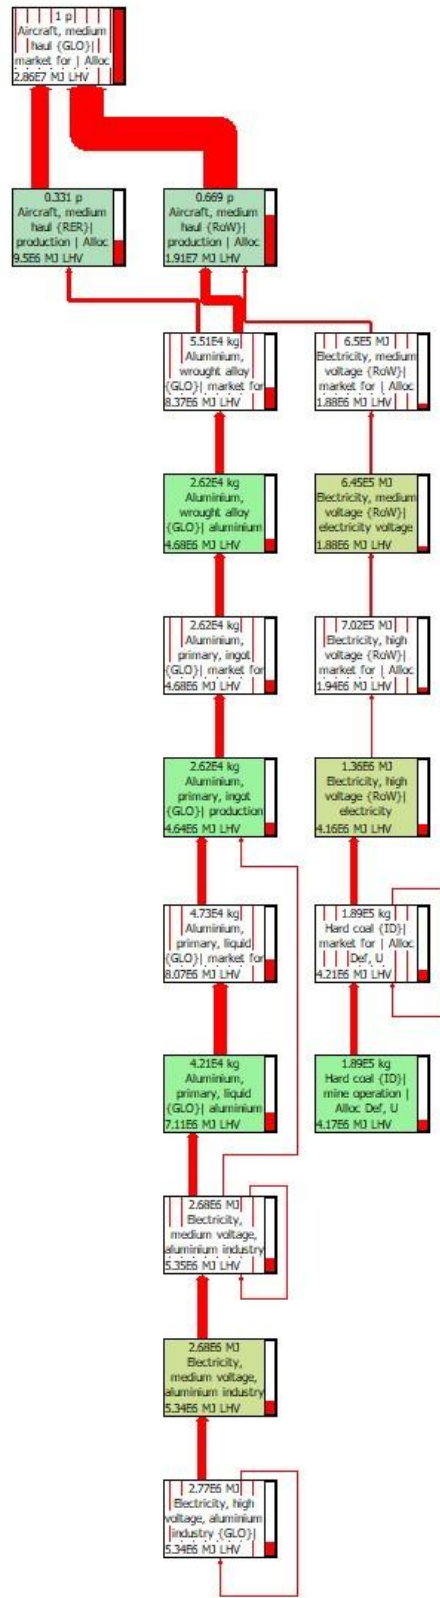 1 p
Aircraft, medium
haul {GLO}|
market for | Alloc
2.86E7 MJ LHV
0.331 p
Aircraft, medium
haul {RER}|
production | Alloc
9.5E6 MJ LHV
0.669 p
Aircraft, medium
haul {RoW}|
production | Alloc
1.91E7 MJ LHV
5.51E4 kg
Aluminium,
wrought alloy
{GLO}| market for
8.37E6 MJ LHV
6.5E5 MJ
Electricity, medium
voltage {RoW}|
market for | Alloc
1.88E6 MJ LHV
2.62E4 kg
Aluminium,
wrought alloy
{GLO}| aluminium
4.68E6 MJ LHV
6.45E5 MJ
Electricity, medium
voltage {RoW}|
electricity voltage
1.88E6 MJ LHV
2.62E4 kg
Aluminium,
primary, ingot
{GLO}| market for
4.68E6 MJ LHV
7.02E5 MJ
Electricity, high
voltage {RoW}|
market for | Alloc
1.94E6 MJ LHV
2.62E4 kg
Aluminium,
primary, ingot
{GLO}| production
4.64E6 MJ LHV
1.36E6 MJ
Electricity, high
voltage {RoW}|
electricity
4.16E6 MJ LHV
4.73E4 kg
Aluminium,
primary, liquid
{GLO}| market for
8.07E6 MJ LHV
1.89E5 kg
Hard coal {ID}|
market for | Alloc
Def, U
4.21E6 MJ LHV
4.21E4 kg
Aluminium,
primary, liquid
{GLO}| aluminium
7.11E6 MJ LHV
1.89E5 kg
Hard coal {ID}|
mine operation |
Alloc Def, U
4.17E6 MJ LHV
2.68E6 MJ
Electricity,
medium voltage,
aluminium industry
5.35E6 MJ LHV
2.68E6 MJ
Electricity,
medium voltage,
aluminium industry
5.34E6 MJ LHV
2.77E6 MJ
Electricity, high
voltage, aluminium
industry {GLO}|
5.34E6 MJ LHV